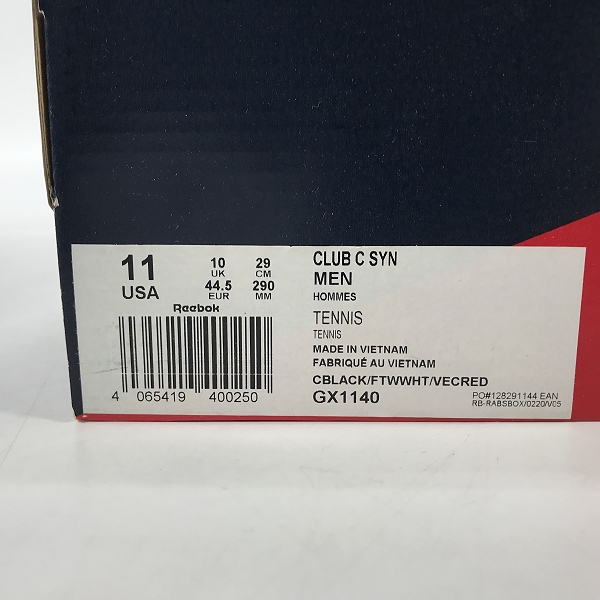 11 10 29
USA UK CM
44.5 290
EUR MM
Reebok
4 065419 400250
CLUB C SYN
MEN
HOMMES
TENNIS
TENNIS
MADE IN VIETNAM
FABRIQUÉ AU VIETNAM
CBLACK/FTWWHT/VECRED
GX1140
PO#128291144 EAN
RB-RABSBOX/0220/V05